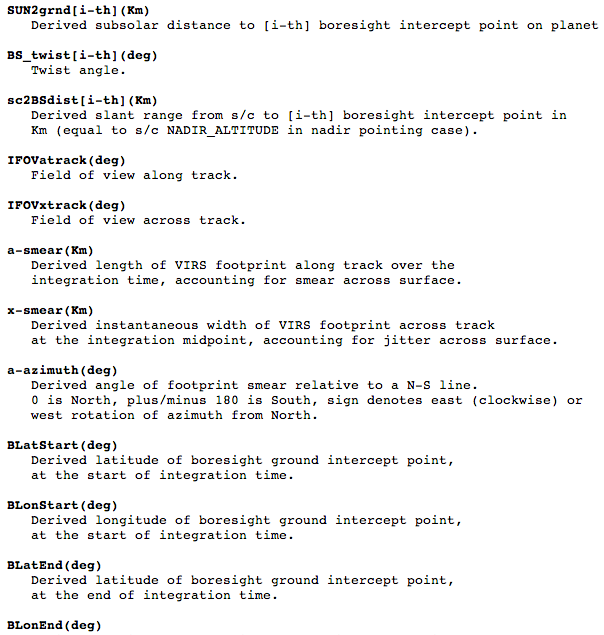 SUN2grnd[i-th](Km)
Derived subsolar distance to [i-th] boresight intercept point on planet
BS_twist[i-th](deg)
Twist angle.
sc2BSdist[i-th](Km)
Derived slant range from s/c to [i-th] boresight intercept point in
Km (equal to s/c NADIR_ALTITUDE in nadir pointing case).
IFOVatrack(deg)
Field of view along track.
IFOVxtrack(deg)
Field of view across track.
a-smear(Km)
Derived length of VIRS footprint along track over the
integration time, accounting for smear across surface.
x-smear(Km)
Derived instantaneous width of VIRS footprint across track
at the integration midpoint, accounting for jitter across surface.
a-azimuth(deg)
Derived angle of footprint smear relative to a N-S line.
0 is North, plus/minus 180 is South, sign denotes east (clockwise) or
west rotation of azimuth from North.
BLatStart(deg)
Derived latitude of boresight ground intercept point,
at the start of integration time.
BLonStart(deg)
Derived longitude of boresight ground intercept point,
at the start of integration time.
BLatEnd(deg)
Derived latitude of boresight ground intercept point,
at the end of integration time.
BLonEnd(deg)